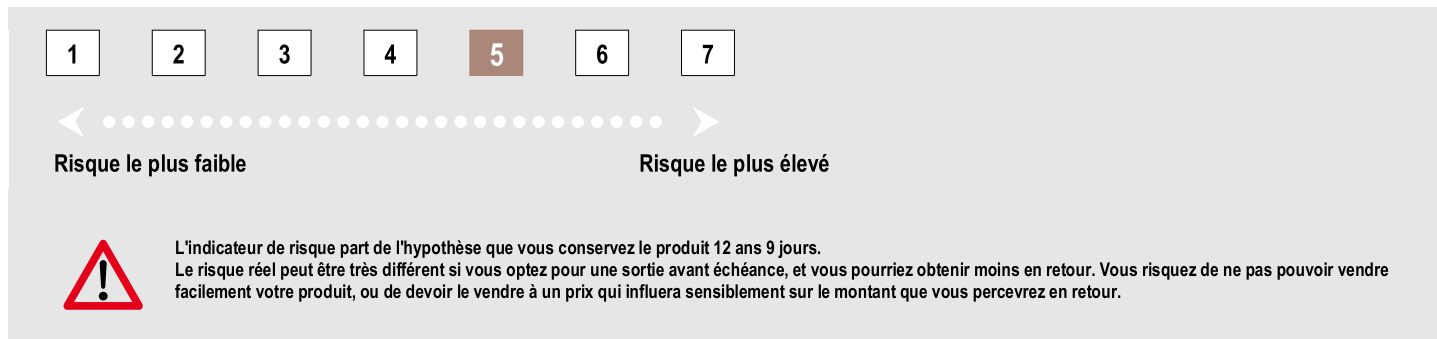 1 2 3 4 5 6 7
Risque le plus faible Risque le plus élevé
L'indicateur de risque part de l'hypothèse que vous conservez le produit 12 ans 9 jours.
Le risque réel peut être très différent si vous optez pour une sortie avant échéance, et vous pourriez obtenir moins en retour. Vous risquez de ne pas pouvoir vendre
facilement votre produit, ou de devoir le vendre à un prix qui influera sensiblement sur le montant que vous percevrez en retour.